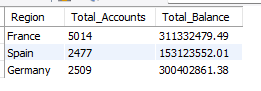 Region Total_Accounts Total_Balance
France 5014 311332479.49
Spain 2477 153123552.01
Germany 2509 300402861.38